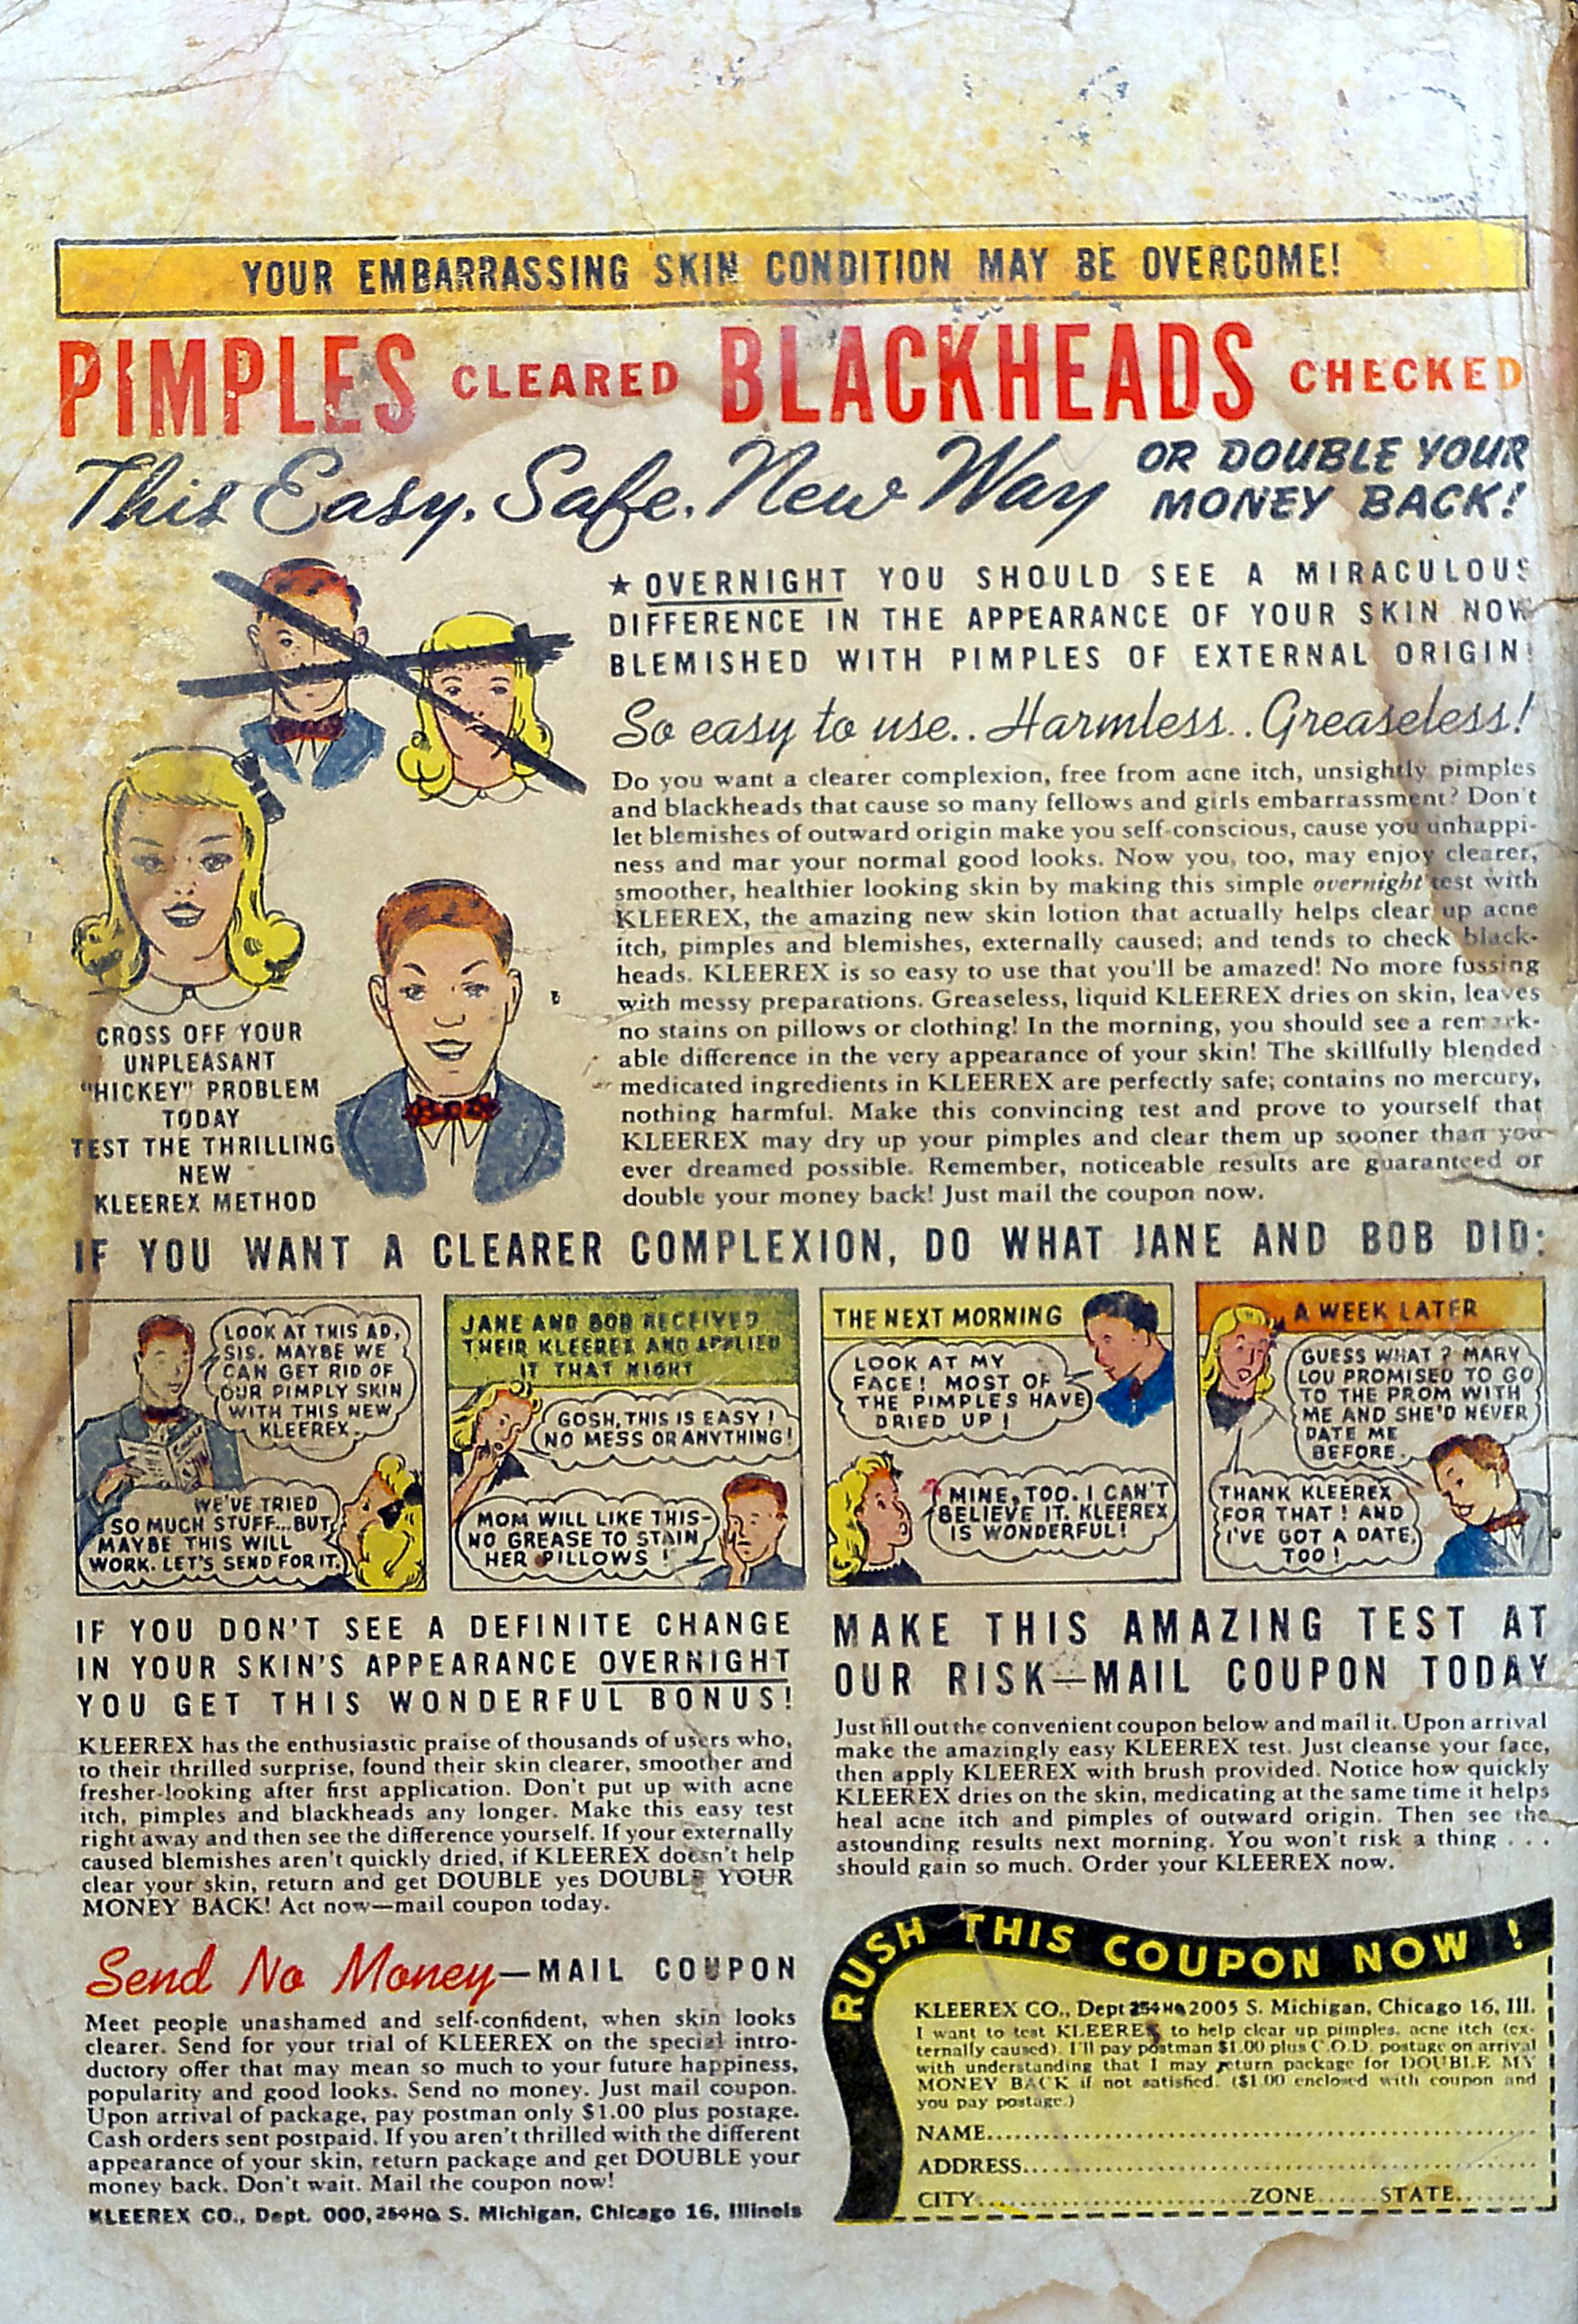 YOUR EMBARRASSING SKIN CONDITION MAY BE OVERCOME!
PIMPLES CLEARED BLACKHEADS CHECKED
This Easy, Safe, New Way OR DOUBLE YOUR
MONEY BACK!
★ OVERNIGHT YOU SHOULD SEE A MIRACULOUS
DIFFERENCE IN THE APPEARANCE OF YOUR SKIN NOW
BLEMISHED WITH PIMPLES OF EXTERNAL ORIGIN!
So easy to use.. Harmless.. Greaseless!
Do you want a clearer complexion, free from acne itch, unsightly pimples
and blackheads that cause so many fellows and girls embarrassment? Don't
let blemishes of outward origin make you self-conscious, cause you unhappi-
ness and mar your normal good looks. Now you, too, may enjoy clearer,
smoother, healthier looking skin by making this simple overnight test with
KLEEREX, the amazing new skin lotion that actually helps clear up acne
itch, pimples and blemishes, externally caused; and tends to check black-
heads. KLEEREX is so easy to use that you'll be amazed! No more fussing
with messy preparations. Greaseless, liquid KLEEREX dries on skin, leaves
no stains on pillows or clothing! In the morning, you should see a remark-
able difference in the very appearance of your skin! The skillfully blended
medicated ingredients in KLEEREX are perfectly safe; contains no mercury,
nothing harmful. Make this convincing test and prove to yourself that
KLEEREX may dry up your pimples and clear them up sooner than you
ever dreamed possible. Remember, noticeable results are guaranteed or
double your money back! Just mail the coupon now.
CROSS OFF YOUR
UNPLEASANT
"HICKEY" PROBLEM
TODAY
TEST THE THRILLING
NEW
KLEEREX METHOD
IF YOU WANT A CLEARER COMPLEXION, DO WHAT JANE AND BOB DID:
LOOK AT THIS AD,
SIS. MAYBE WE
CAN GET RID OF
OUR PIMPLY SKIN
WITH THIS NEW
KLEEREX.
WE'VE TRIED
SO MUCH STUFF...BUT
MAYBE THIS WILL
WORK. LET'S SEND FOR IT.
JANE AND BOB RECEIVED
THEIR KLEEREX AND APPLIED
IT THAT NIGHT
GOSH, THIS IS EASY!
NO MESS OR ANYTHING!
MOM WILL LIKE THIS-
NO GREASE TO STAIN
HER PILLOWS!
THE NEXT MORNING
LOOK AT MY
FACE! MOST OF
THE PIMPLES HAVE
DRIED UP!
MINE, TOO. I CAN'T
BELIEVE IT. KLEEREX
IS WONDERFUL!
A WEEK LATER
GUESS WHAT? MARY
LOU PROMISED TO GO
TO THE PROM WITH
ME AND SHE'D NEVER
DATE ME
BEFORE.
THANK KLEEREX
FOR THAT! AND
I'VE GOT A DATE,
TOO!
IF YOU DON'T SEE A DEFINITE CHANGE
IN YOUR SKIN'S APPEARANCE OVERNIGHT
YOU GET THIS WONDERFUL BONUS!
KLEEREX has the enthusiastic praise of thousands of users who,
to their thrilled surprise, found their skin clearer, smoother and
fresher-looking after first application. Don't put up with acne
itch, pimples and blackheads any longer. Make this easy test
right away and then see the difference yourself. If your externally
caused blemishes aren't quickly dried, if KLEEREX doesn't help
clear your skin, return and get DOUBLE yes DOUBLE YOUR
MONEY BACK! Act now—mail coupon today.
Send No Money—MAIL COUPON
Meet people unashamed and self-confident, when skin looks
clearer. Send for your trial of KLEEREX on the special intro-
ductory offer that may mean so much to your future happiness,
popularity and good looks. Send no money. Just mail coupon.
Upon arrival of package, pay postman only $1.00 plus postage.
Cash orders sent postpaid. If you aren't thrilled with the different
appearance of your skin, return package and get DOUBLE your
money back. Don't wait. Mail the coupon now!
KLEEREX CO., Dept. 000, 254HQ S. Michigan, Chicago 16, Illinois
MAKE THIS AMAZING TEST AT
OUR RISK—MAIL COUPON TODAY
Just fill out the convenient coupon below and mail it. Upon arrival
make the amazingly easy KLEEREX test. Just cleanse your face,
then apply KLEEREX with brush provided. Notice how quickly
KLEEREX dries on the skin, medicating at the same time it helps
heal acne itch and pimples of outward origin. Then see the
astounding results next morning. You won't risk a thing . . .
should gain so much. Order your KLEEREX now.
RUSH THIS COUPON NOW!
KLEEREX CO., Dept 254HQ 2005 S. Michigan, Chicago 16, Ill.
I want to test KLEEREX to help clear up pimples, acne itch (ex-
ternally caused). I'll pay postman $1.00 plus C.O.D. postage on arrival
with understanding that I may return package for DOUBLE MY
MONEY BACK if not satisfied. ($1.00 enclosed with coupon and
you pay postage.)
NAME
ADDRESS
CITY ZONE STATE